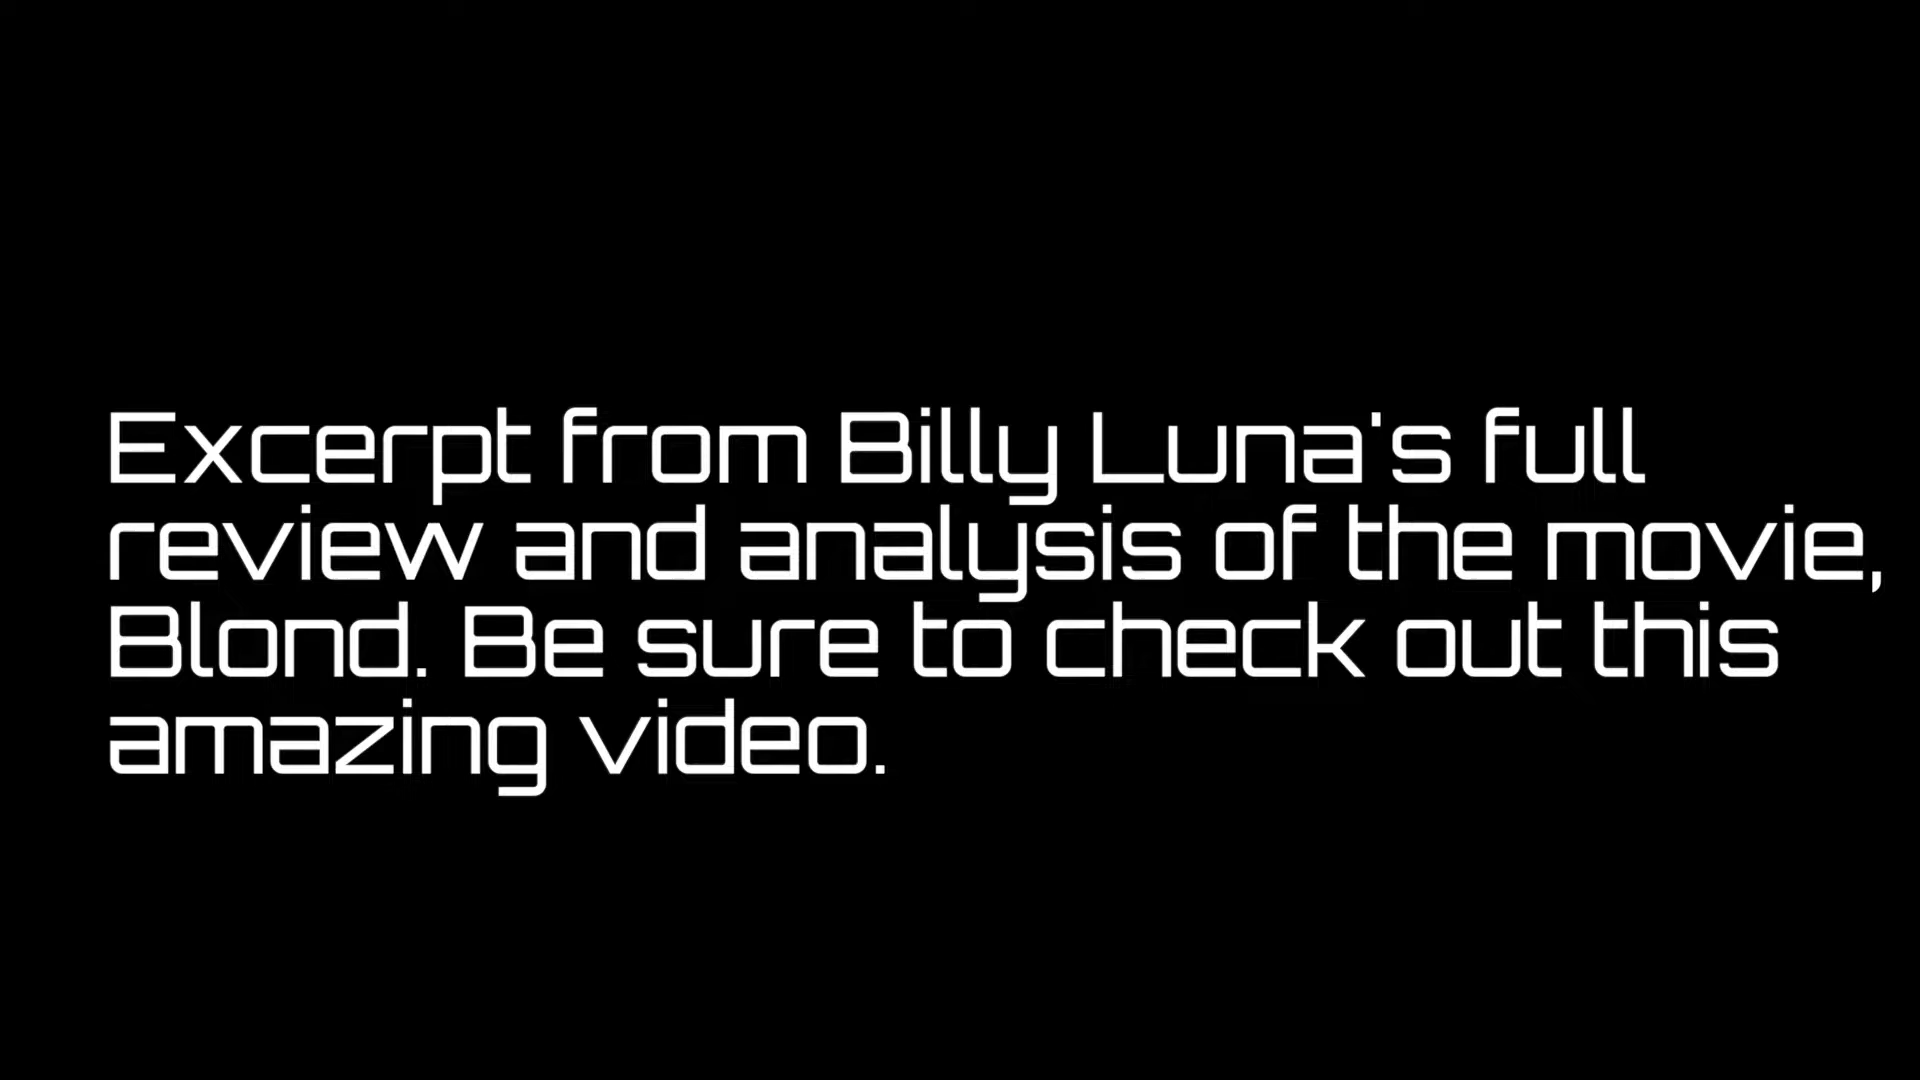 Excerpt from Billy Luna's full
review and analysis of the movie,
Blond. Be sure to check out this
amazing video.